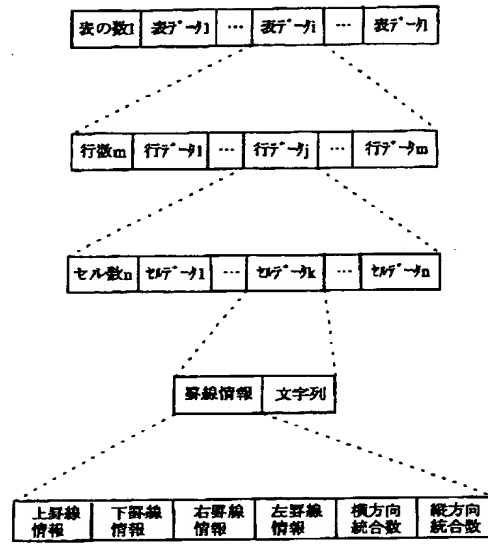 表の数l 表ﾃﾞｰﾀ1 … 表ﾃﾞｰﾀi … 表ﾃﾞｰﾀl
行数m 行ﾃﾞｰﾀ1 … 行ﾃﾞｰﾀj … 行ﾃﾞｰﾀm
セル数n ｾﾙﾃﾞｰﾀ1 … ｾﾙﾃﾞｰﾀk … ｾﾙﾃﾞｰﾀn
罫線情報 文字列
上罫線 下罫線 右罫線 左罫線 横方向 縦方向
情報 情報 情報 情報 統合数 統合数